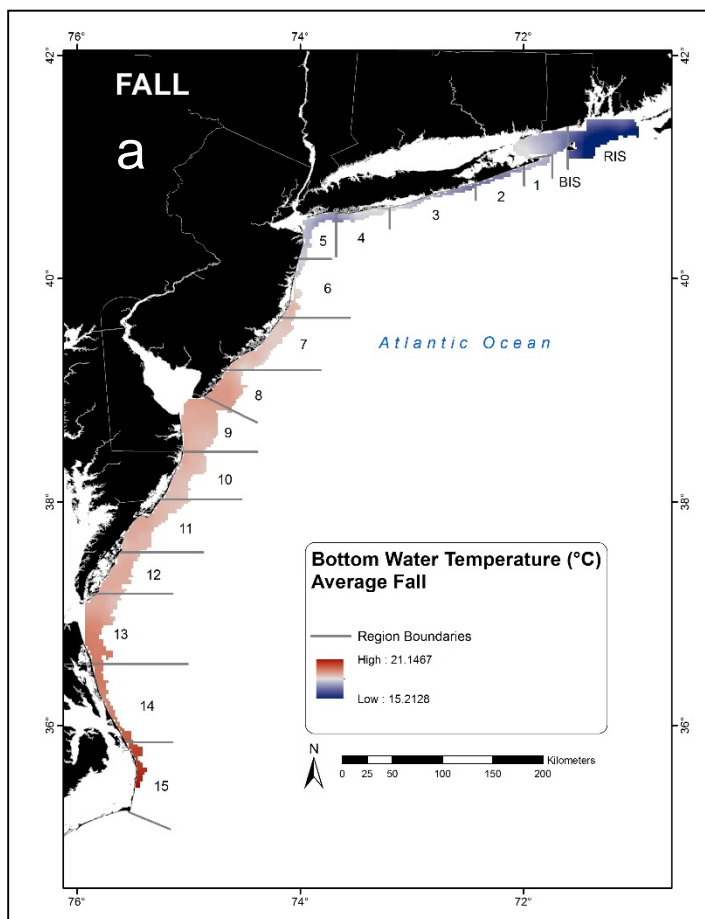 76° 74° 72°
42° 42°
FALL
a
RIS
BIS
1
2
3
4
5
40° 40°
6
7
Atlantic Ocean
8
9
10
38° 38°
11
12
13
14
15
Bottom Water Temperature (°C)
Average Fall
Region Boundaries
High : 21.1467
Low : 15.2128
36° 36°
N
Kilometers
0 25 50 100 150 200
76° 74° 72°